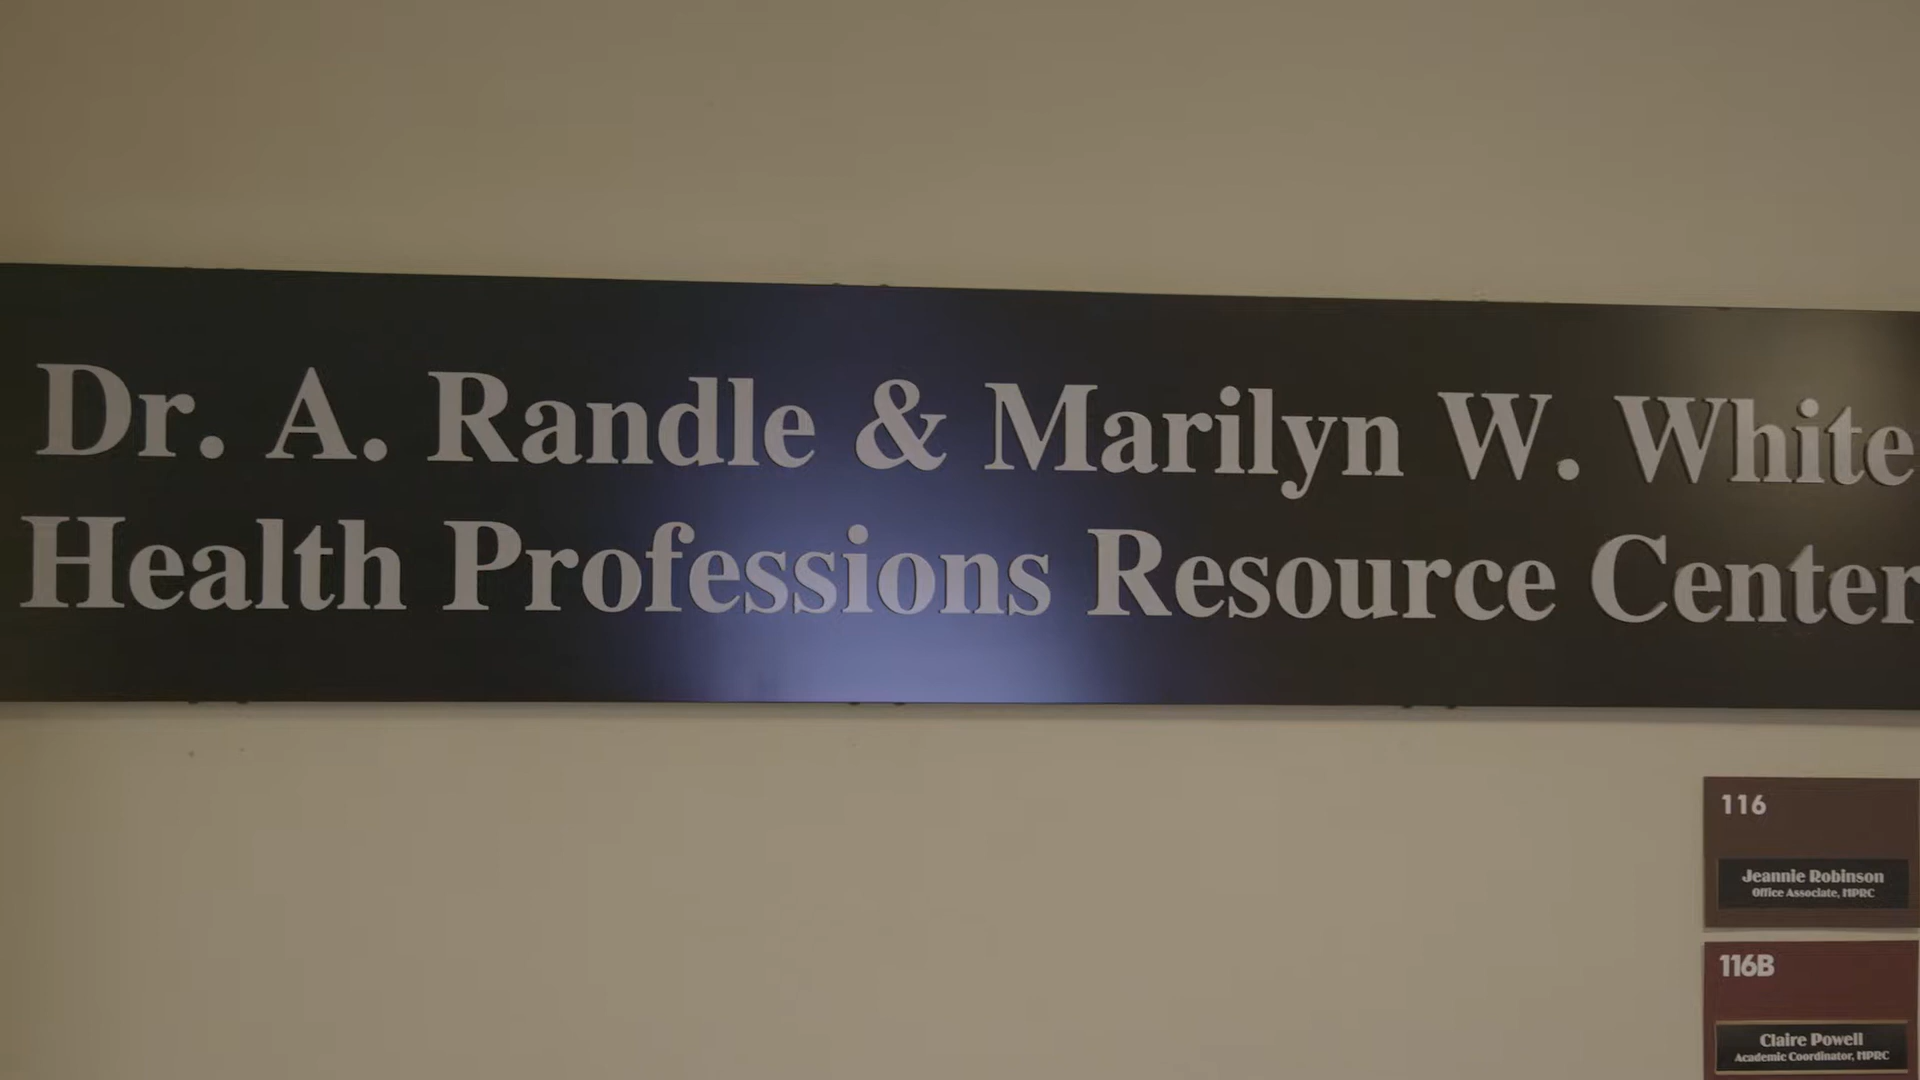 Dr. A. Randle & Marilyn W. White
Health Professions Resource Center
116
Jeannie Robinson
Office Associate, HPRC
116B
Claire Powell
Academic Coordinator, HPRC